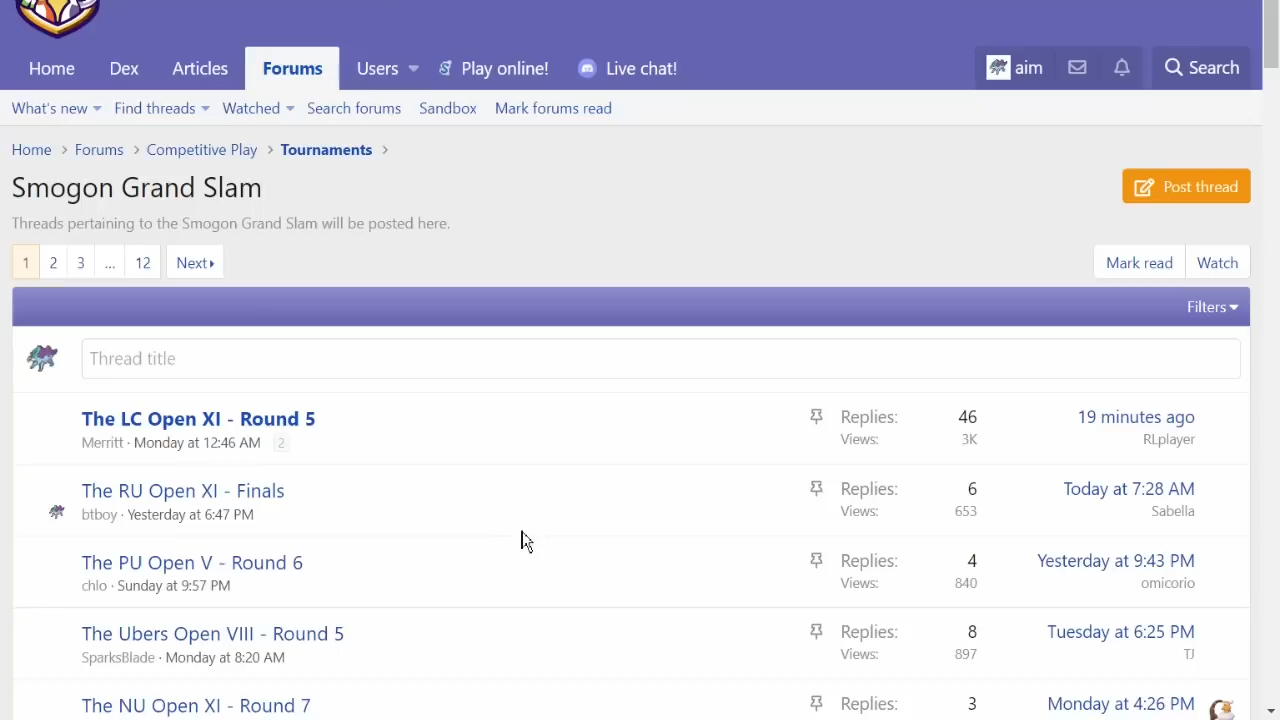 Home Dex Articles Forums Users Play online! Live chat! aim Search
What's new Find threads Watched Search forums Sandbox Mark forums read
Home > Forums > Competitive Play > Tournaments >
Smogon Grand Slam
Post thread
Threads pertaining to the Smogon Grand Slam will be posted here.
1 2 3 ... 12 Next Mark read Watch
Filters
Thread title
The LC Open XI - Round 5 Replies: 46 19 minutes ago
Merritt · Monday at 12:46 AM 2 Views: 3K RLplayer
The RU Open XI - Finals Replies: 6 Today at 7:28 AM
btboy · Yesterday at 6:47 PM Views: 653 Sabella
The PU Open V - Round 6 Replies: 4 Yesterday at 9:43 PM
chlo · Sunday at 9:57 PM Views: 840 omicorio
The Ubers Open VIII - Round 5 Replies: 8 Tuesday at 6:25 PM
SparksBlade · Monday at 8:20 AM Views: 897 TJ
The NU Open XI - Round 7 Replies: 3 Monday at 4:26 PM